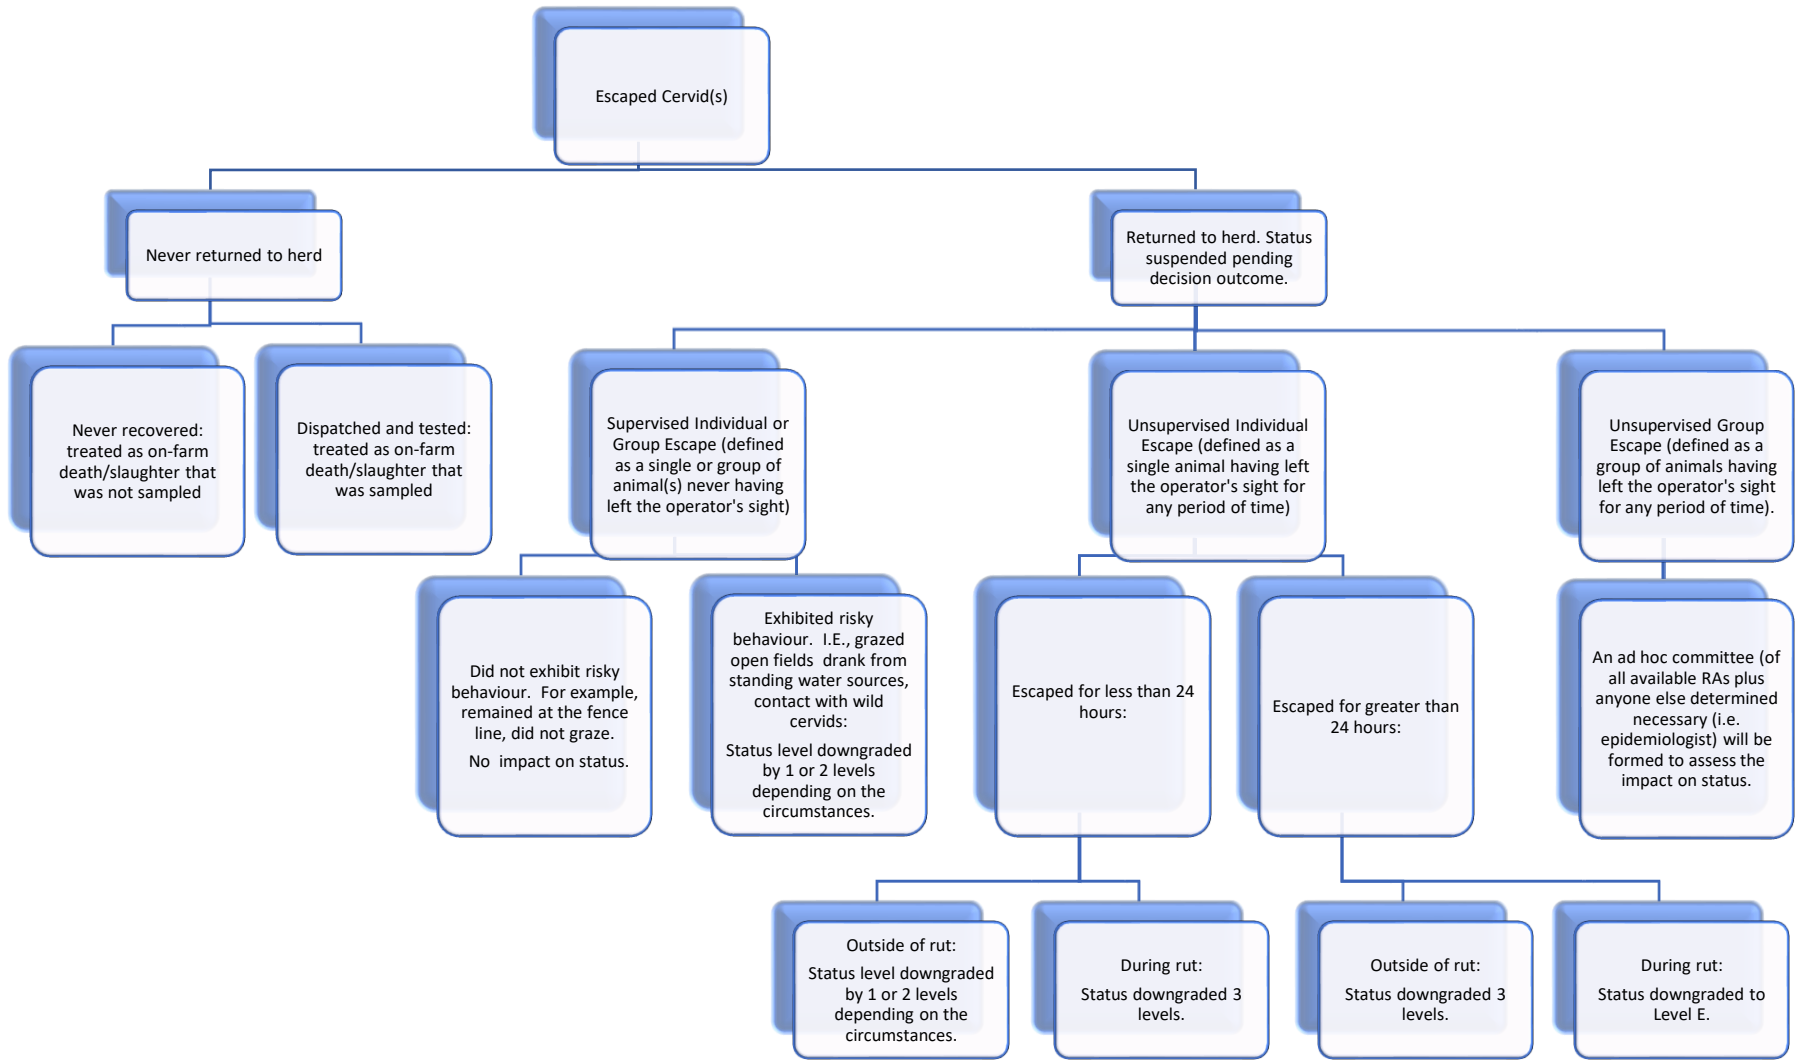 Escaped Cervid(s)
Never returned to herd
Returned to herd. Status
suspended pending
decision outcome.
Never recovered:
treated as on-farm
death/slaughter that
was not sampled
Dispatched and tested:
treated as on-farm
death/slaughter that
was sampled
Supervised Individual or
Group Escape (defined
as a single or group of
animal(s) never having
left the operator's sight)
Unsupervised Individual
Escape (defined as a
single animal having left
the operator's sight for
any period of time)
Unsupervised Group
Escape (defined as a
group of animals having
left the operator's sight
for any period of time).
Did not exhibit risky
behaviour.  For example,
remained at the fence
line, did not graze.
No  impact on status.
Exhibited risky
behaviour.  I.E., grazed
open fields  drank from
standing water sources,
contact with wild
cervids:
Status level downgraded
by 1 or 2 levels
depending on the
circumstances.
Escaped for less than 24
hours:
Escaped for greater than
24 hours:
An ad hoc committee (of
all available RAs plus
anyone else determined
necessary (i.e.
epidemiologist) will be
formed to assess the
impact on status.
Outside of rut:
Status level downgraded
by 1 or 2 levels
depending on the
circumstances.
During rut:
Status downgraded 3
levels.
Outside of rut:
Status downgraded 3
levels.
During rut:
Status downgraded to
Level E.